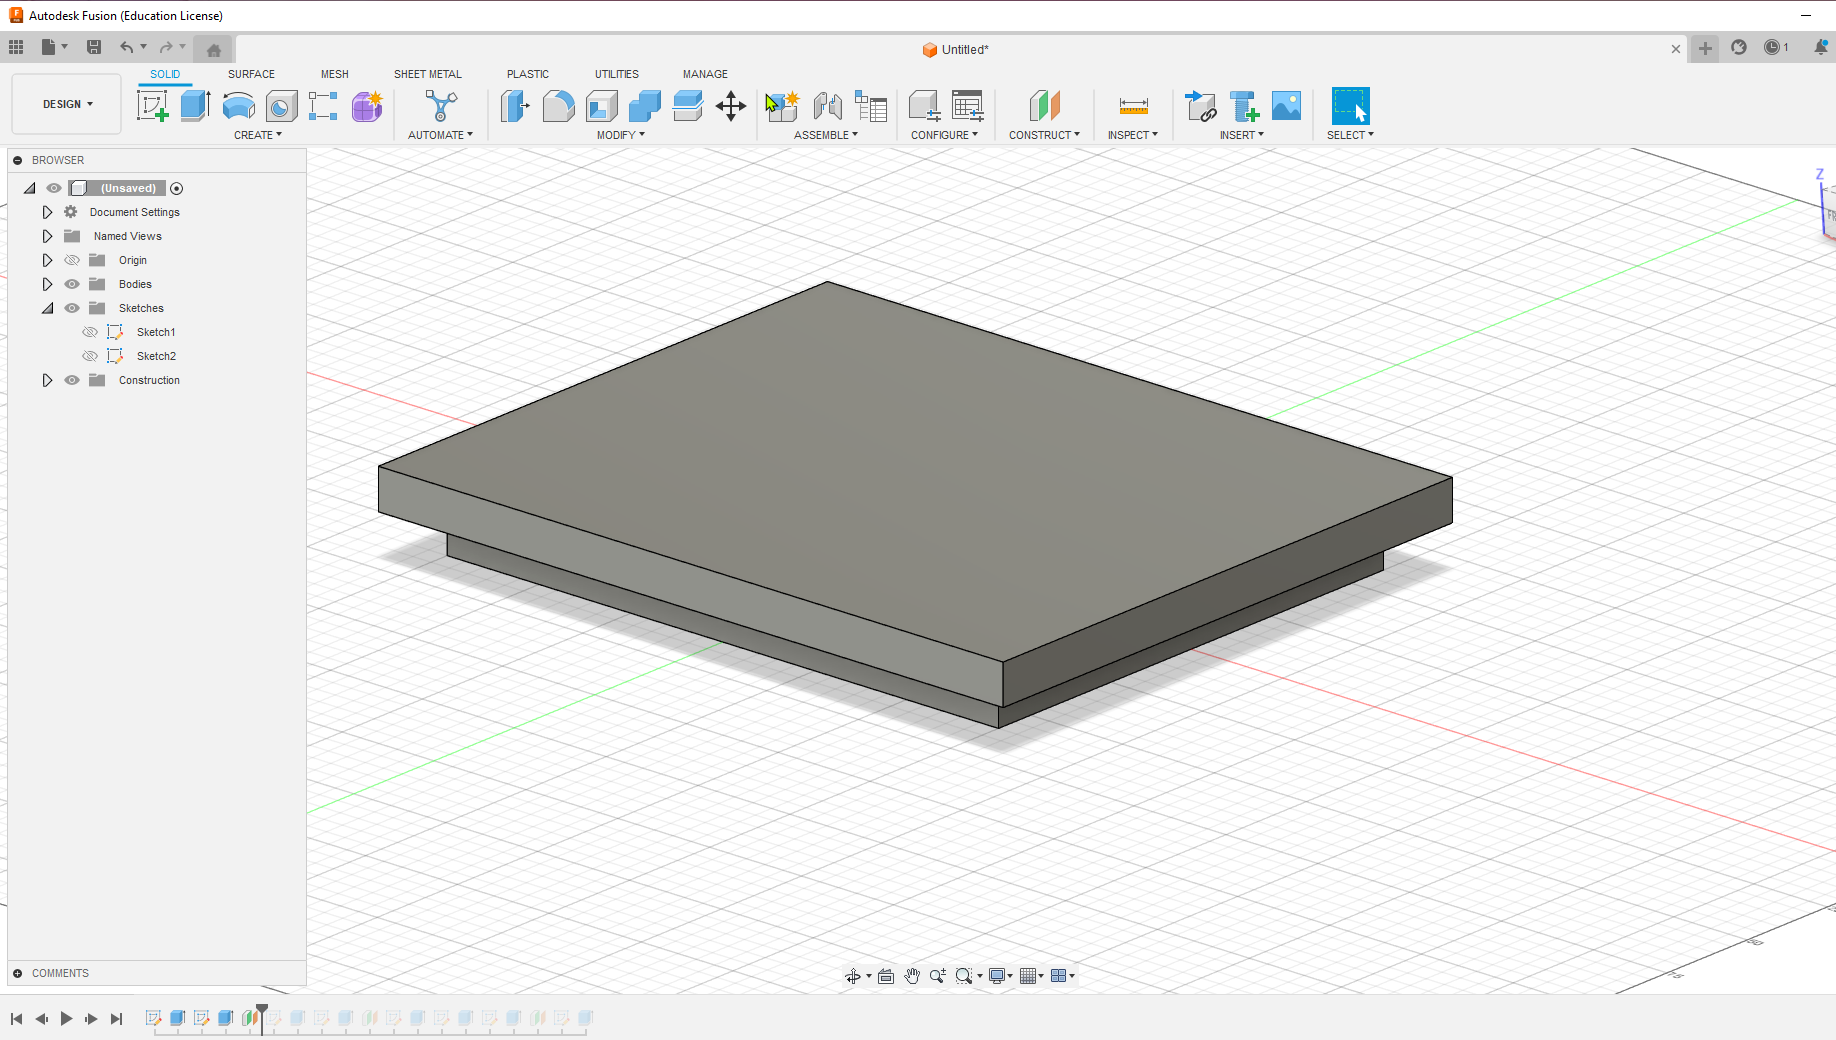 Autodesk Fusion (Education License)
Untitled*
1
SOLID SURFACE MESH SHEET METAL PLASTIC UTILITIES MANAGE
DESIGN
CREATE AUTOMATE MODIFY ASSEMBLE CONFIGURE CONSTRUCT INSPECT INSERT SELECT
BROWSER
(Unsaved)
Document Settings
Named Views
Origin
Bodies
Sketches
Sketch1
Sketch2
Construction
Z
COMMENTS